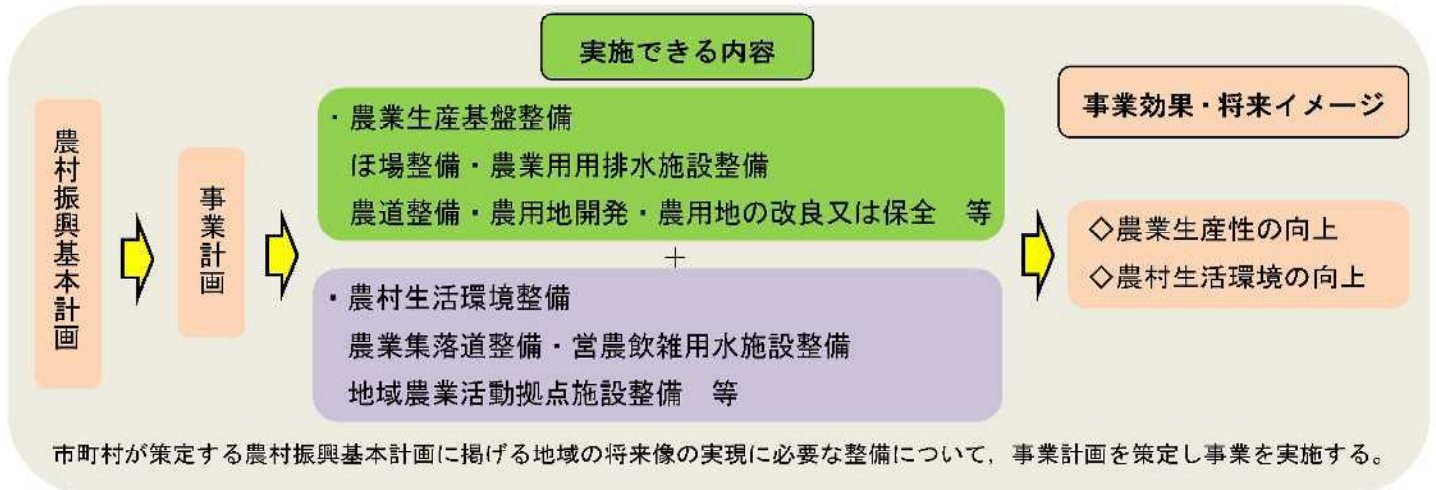 実施できる内容
農村振興基本計画
事業計画
・農業生産基盤整備
ほ場整備・農業用用排水施設整備
農道整備・農用地開発・農用地の改良又は保全　等
＋
・農村生活環境整備
農業集落道整備・営農飲雑用水施設整備
地域農業活動拠点施設整備　等
事業効果・将来イメージ
◇農業生産性の向上
◇農村生活環境の向上
市町村が策定する農村振興基本計画に掲げる地域の将来像の実現に必要な整備について，事業計画を策定し事業を実施する。